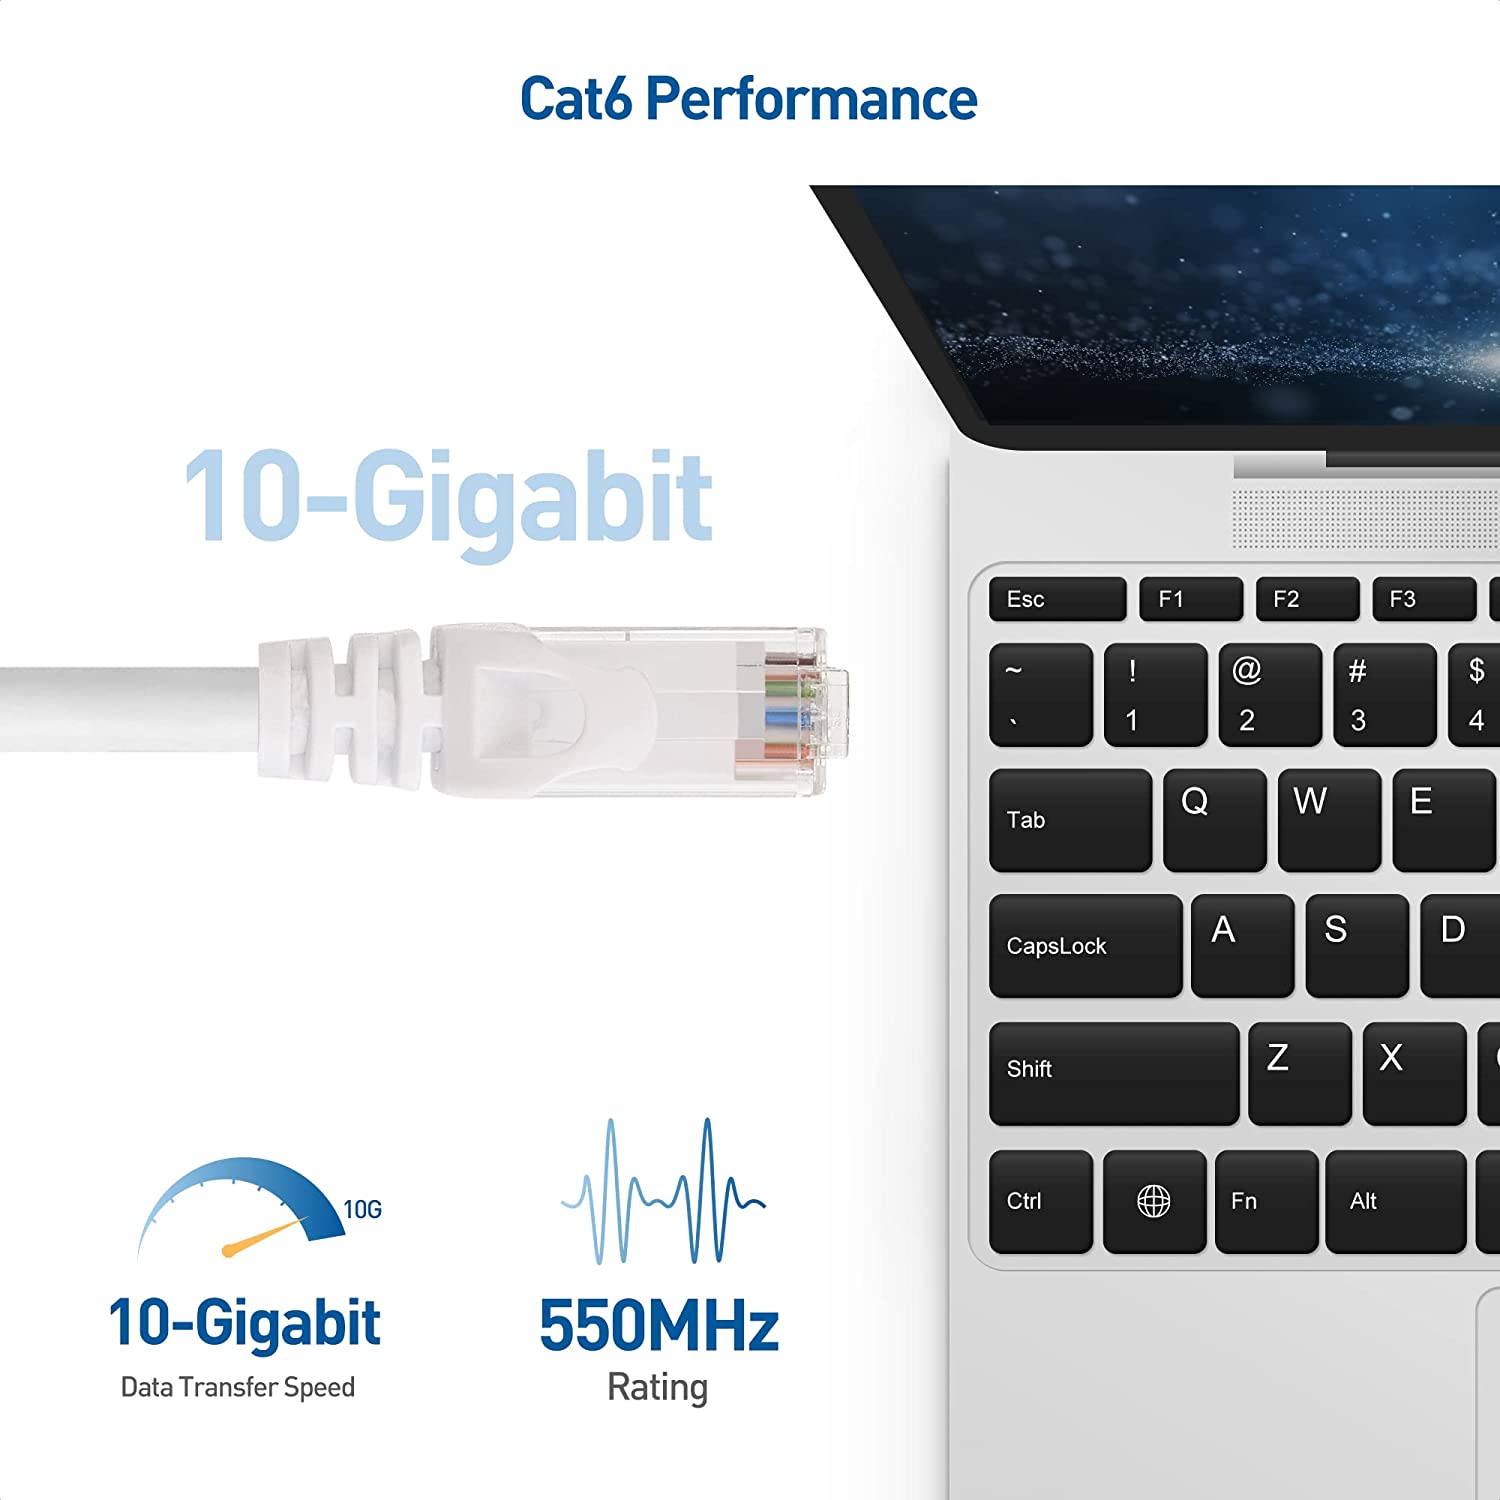 Cat6 Performance
10-Gigabit
Esc F1 F2 F3
~ ! @ # $
` 1 2 3 4
Tab Q W E
CapsLock A S D
Shift Z X
Ctrl Fn Alt
10G
10-Gigabit
Data Transfer Speed
550MHz
Rating